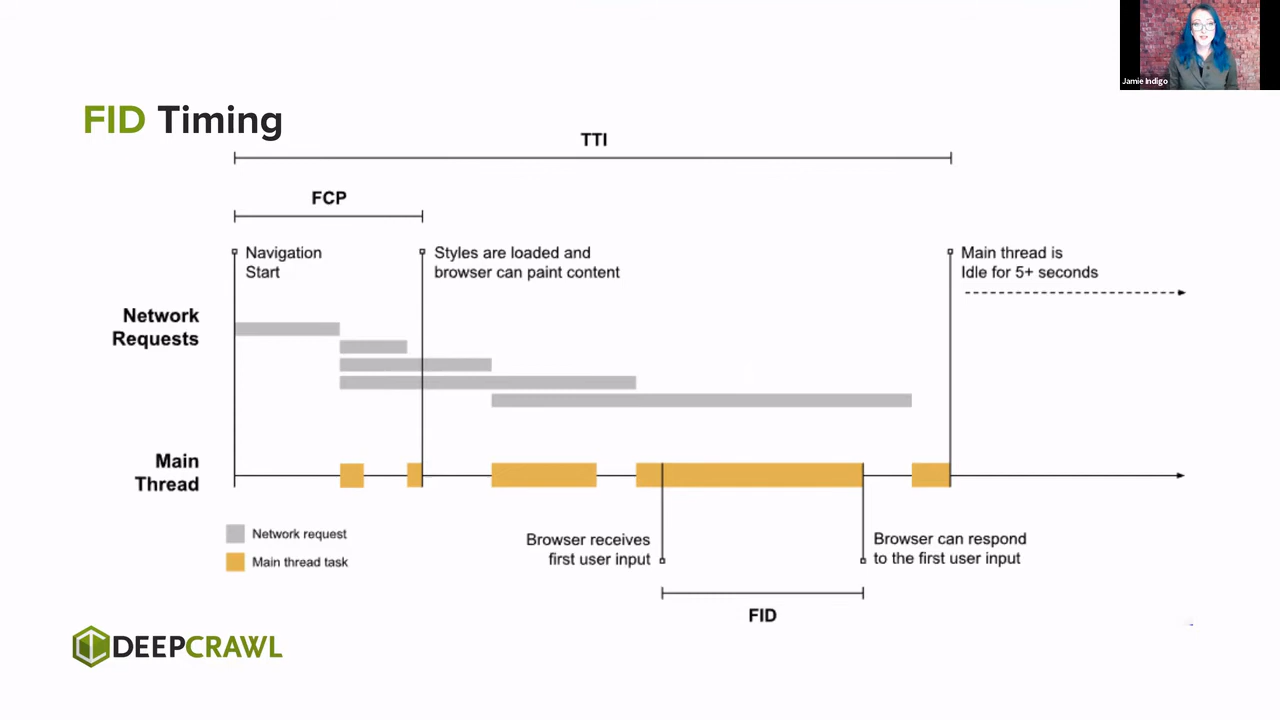 Jamie Indigo
FID Timing
TTI
FCP
Navigation
Start
Styles are loaded and
browser can paint content
Main thread is
Idle for 5+ seconds
Network
Requests
Main
Thread
Network request
Main thread task
Browser receives
first user input
Browser can respond
to the first user input
FID
DEEPCRAWL